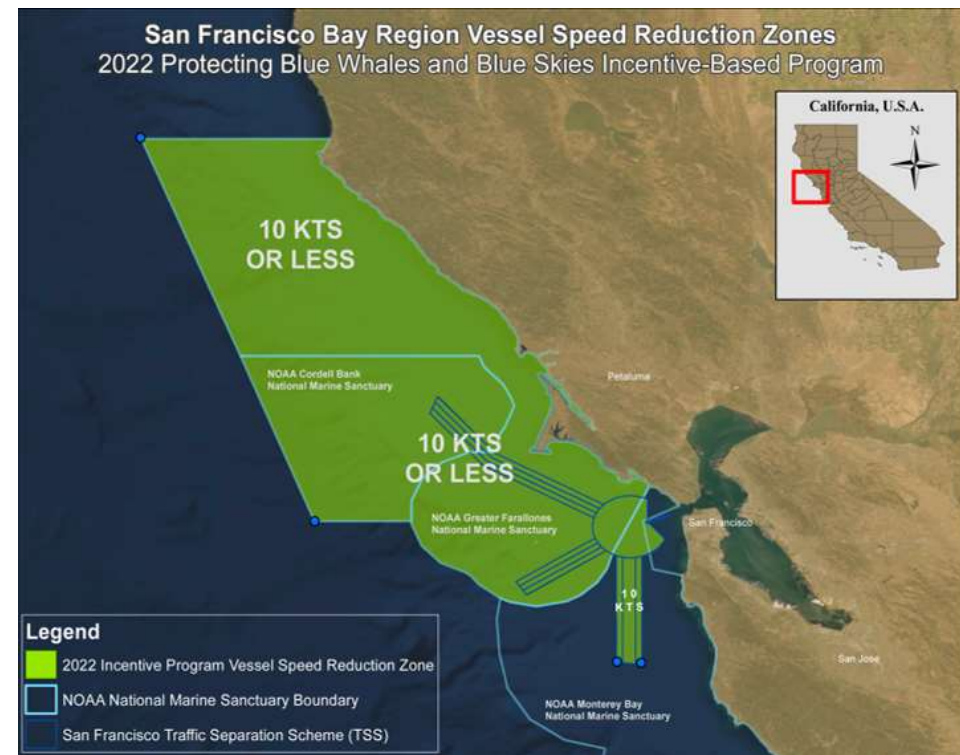 San Francisco Bay Region Vessel Speed Reduction Zones
2022 Protecting Blue Whales and Blue Skies Incentive-Based Program
California, U.S.A.
N
10 KTS
OR LESS
NOAA Cordell Bank
National Marine Sanctuary
Petaluma
10 KTS
OR LESS
NOAA Greater Farallones
National Marine Sanctuary
San Francisco
1 0
K T S
San Jose
NOAA Monterey Bay
National Marine Sanctuary
Legend
2022 Incentive Program Vessel Speed Reduction Zone
NOAA National Marine Sanctuary Boundary
San Francisco Traffic Separation Scheme (TSS)